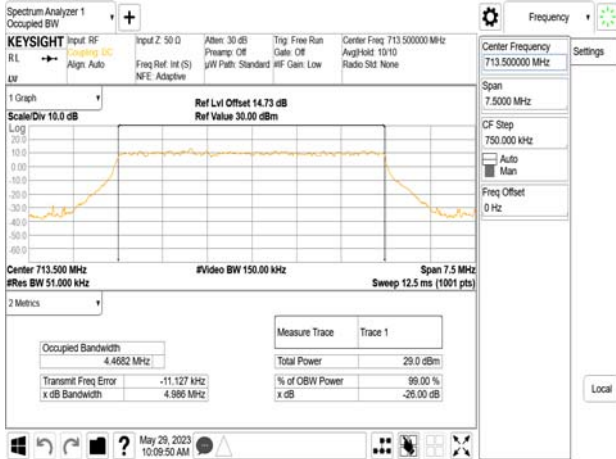 Spectrum Analyzer 1
Occupied BW
Frequency
KEYSIGHT
RL
Input: RF
Coupling: DC
Align: Auto
Input Z: 50 Ω
Freq Ref: Int (S)
NFE: Adaptive
Atten: 30 dB
Preamp: Off
µW Path: Standard
Trig: Free Run
Gate: Off
#IF Gain: Low
Center Freq: 713.500000 MHz
Avg|Hold: 10/10
Radio Std: None
Center Frequency
713.500000 MHz
Settings
Span
7.5000 MHz
CF Step
750.000 kHz
Auto
Man
Freq Offset
0 Hz
Local
1 Graph
Scale/Div 10.0 dB
Ref Lvl Offset 14.73 dB
Ref Value 30.00 dBm
Log
20.0
10.0
0.00
-10.0
-20.0
-30.0
-40.0
-50.0
-60.0
Center 713.500 MHz
#Res BW 51.000 kHz
#Video BW 150.00 kHz
Span 7.5 MHz
Sweep 12.5 ms (1001 pts)
2 Metrics
Measure Trace
Trace 1
Occupied Bandwidth
4.4682 MHz
Total Power
29.0 dBm
Transmit Freq Error
-11.127 kHz
% of OBW Power
99.00 %
x dB Bandwidth
4.986 MHz
x dB
-26.00 dB
May 29, 2023
10:09:50 AM